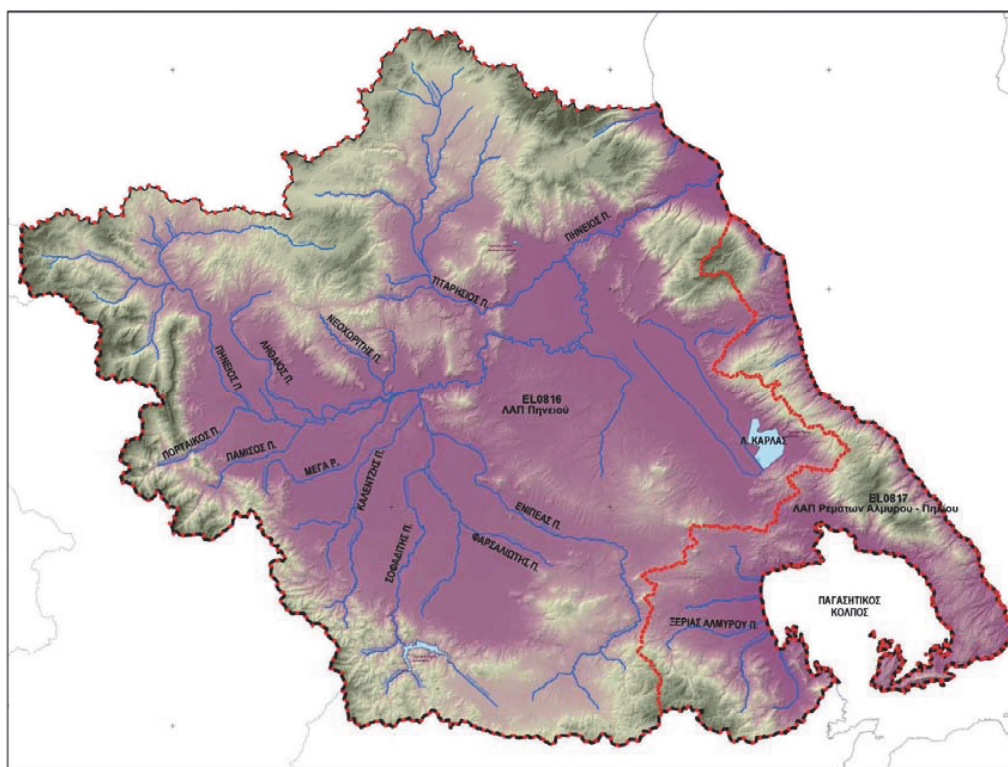 ΠΗΝΕΙΟΣ Π.
ΤΙΤΑΡΗΣΙΟΣ Π.
ΝΕΟΧΩΡΙΤΗΣ Π.
ΛΗΘΑΙΟΣ Π.
ΠΗΝΕΙΟΣ Π.
EL0816
ΛΑΠ Πηνειού
ΠΟΡΤΑΙΚΟΣ Π.
ΠΑΜΙΣΟΣ Π.
ΜΕΓΑ Ρ.
Λ. ΚΑΡΛΑΣ
ΚΑΛΕΝΤΖΗΣ Π.
EL0817
ΛΑΠ Ρεμάτων Αλμυρού - Πηλίου
ΕΝΙΠΕΑΣ Π.
ΣΟΦΑΔΙΤΗΣ Π.
ΦΑΡΣΑΛΙΩΤΗΣ Π.
ΠΑΓΑΣΗΤΙΚΟΣ
ΚΟΛΠΟΣ
ΞΕΡΙΑΣ ΑΛΜΥΡΟΥ Π.